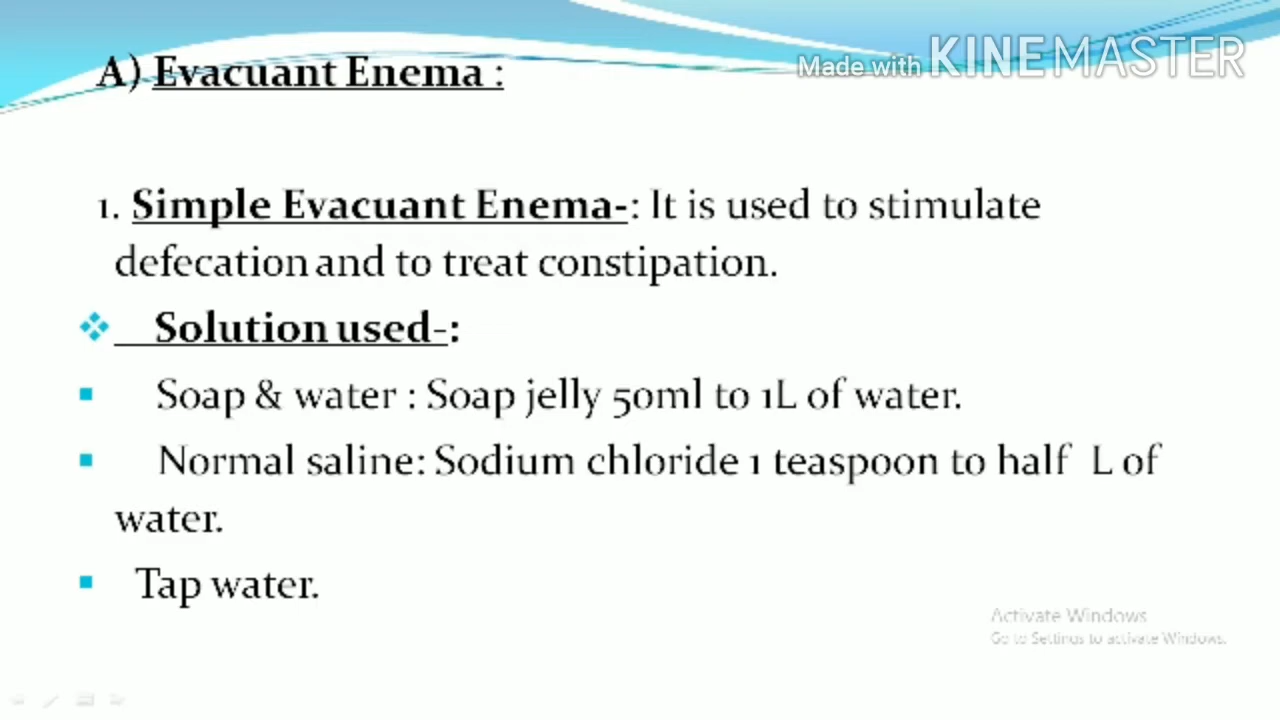 Made with KINEMASTER
A) Evacuant Enema :
1. Simple Evacuant Enema-: It is used to stimulate
defecation and to treat constipation.
Solution used-:
Soap & water : Soap jelly 50ml to 1L of water.
Normal saline: Sodium chloride 1 teaspoon to half L of
water.
Tap water.
Activate Windows
Go to Settings to activate Windows.